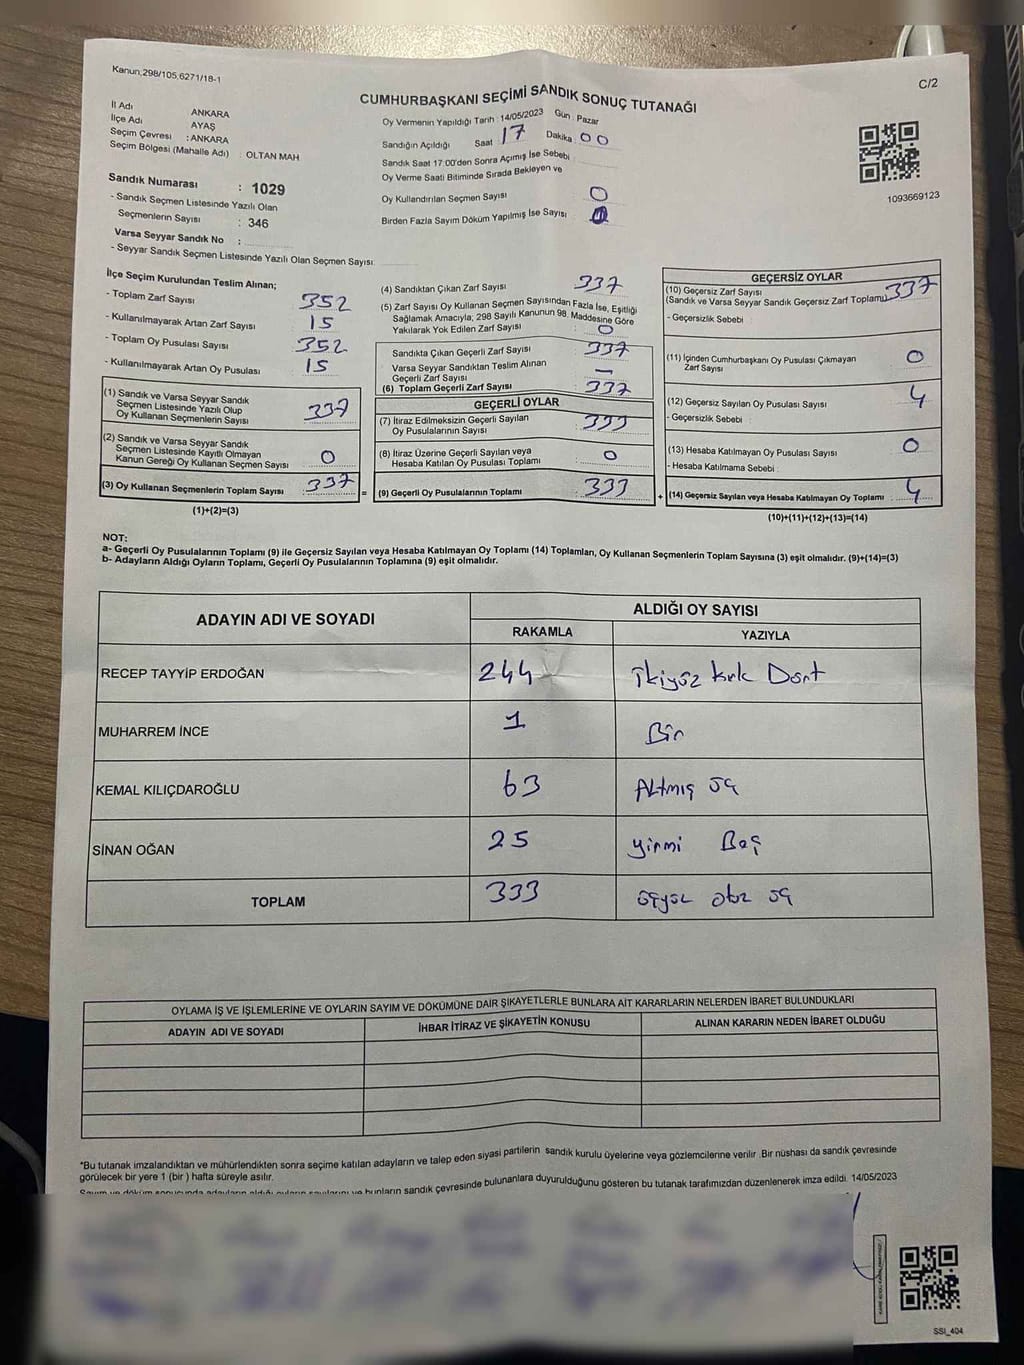 Kanun,298/105,6271/18-1
C/2
CUMHURBAŞKANI SEÇİMİ SANDIK SONUÇ TUTANAĞI
İl Adı ANKARA
İlçe Adı AYAŞ
Seçim Çevresi : ANKARA
Seçim Bölgesi (Mahalle Adı) : OLTAN MAH
Oy Vermenin Yapıldığı Tarih : 14/05/2023 Gün : Pazar
Sandığın Açıldığı Saat 17 Dakika : 00
Sandık Saat 17:00'den Sonra Açımış İse Sebebi
Oy Verme Saati Bitiminde Sırada Bekleyen ve
Oy Kullandırılan Seçmen Sayısı 0
Birden Fazla Sayım Döküm Yapılmış İse Sayısı
1093669123
Sandık Numarası : 1029
- Sandık Seçmen Listesinde Yazılı Olan
Seçmenlerin Sayısı : 346
Varsa Seyyar Sandık No :
- Seyyar Sandık Seçmen Listesinde Yazılı Olan Seçmen Sayısı:
İlçe Seçim Kurulundan Teslim Alınan;
- Toplam Zarf Sayısı 352
- Kullanılmayarak Artan Zarf Sayısı 15
- Toplam Oy Pusulası Sayısı 352
- Kullanılmayarak Artan Oy Pusulası 15
(1) Sandık ve Varsa Seyyar Sandık
Seçmen Listesinde Yazılı Olup
Oy Kullanan Seçmenlerin Sayısı 337
(2) Sandık ve Varsa Seyyar Sandık
Seçmen Listesinde Kayıtlı Olmayan
Kanun Gereği Oy Kullanan Seçmen Sayısı 0
(3) Oy Kullanan Seçmenlerin Toplam Sayısı : 337 =
(1)+(2)=(3)
(4) Sandıktan Çıkan Zarf Sayısı 337
(5) Zarf Sayısı Oy Kullanan Seçmen Sayısından Fazla İse, Eşitliği
Sağlamak Amacıyla; 298 Sayılı Kanunun 98. Maddesine Göre
Yakılarak Yok Edilen Zarf Sayısı : 0
Sandıkta Çıkan Geçerli Zarf Sayısı : 337
Varsa Seyyar Sandıktan Teslim Alınan
Geçerli Zarf Sayısı : —
(6) Toplam Geçerli Zarf Sayısı : 337
GEÇERLİ OYLAR
(7) İtiraz Edilmeksizin Geçerli Sayılan
Oy Pusulalarının Sayısı : 333
(8) İtiraz Üzerine Geçerli Sayılan veya
Hesaba Katılan Oy Pusulası Toplamı : 0
(9) Geçerli Oy Pusulalarının Toplamı : 333 +
GEÇERSİZ OYLAR
(10) Geçersiz Zarf Sayısı 337
(Sandık ve Varsa Seyyar Sandık Geçersiz Zarf Toplamı)
- Geçersizlik Sebebi
(11) İçinden Cumhurbaşkanı Oy Pusulası Çıkmayan
Zarf Sayısı 0
(12) Geçersiz Sayılan Oy Pusulası Sayısı 4
- Geçersizlik Sebebi :
(13) Hesaba Katılmayan Oy Pusulası Sayısı 0
- Hesaba Katılmama Sebebi :
(14) Geçersiz Sayılan veya Hesaba Katılmayan Oy Toplamı : 4
(10)+(11)+(12)+(13)=(14)
NOT:
a- Geçerli Oy Pusulalarının Toplamı (9) ile Geçersiz Sayılan veya Hesaba Katılmayan Oy Toplamı (14) Toplamları, Oy Kullanan Seçmenlerin Toplam Sayısına (3) eşit olmalıdır. (9)+(14)=(3)
b- Adayların Aldığı Oyların Toplamı, Geçerli Oy Pusulalarının Toplamına (9) eşit olmalıdır.
ADAYIN ADI VE SOYADI ALDIĞI OY SAYISI
RAKAMLA YAZIYLA
RECEP TAYYİP ERDOĞAN 244 ikiyüz kırk Dört
MUHARREM İNCE 1 Bir
KEMAL KILIÇDAROĞLU 63 Altmış üç
SİNAN OĞAN 25 yirmi Beş
TOPLAM 333 üçyüz otuz üç
OYLAMA İŞ VE İŞLEMLERİNE VE OYLARIN SAYIM VE DÖKÜMÜNE DAİR ŞİKAYETLERLE BUNLARA AİT KARARLARIN NELERDEN İBARET BULUNDUKLARI
ADAYIN ADI VE SOYADI İHBAR İTİRAZ VE ŞİKAYETİN KONUSU ALINAN KARARIN NEDEN İBARET OLDUĞU
*Bu tutanak imzalandıktan ve mühürlendikten sonra seçime katılan adayların ve talep eden siyasi partilerin sandık kurulu üyelerine veya gözlemcilerine verilir .Bir nüshası da sandık çevresinde
görülecek bir yere 1 (bir ) hafta süreyle asılır.
Sayım ve döküm sonucunda adayların aldığı oyların sayılarını ve bunların sandık çevresinde bulunanlara duyurulduğunu gösteren bu tutanak tarafımızdan düzenlenerek imza edildi. 14/05/2023
SSI_404